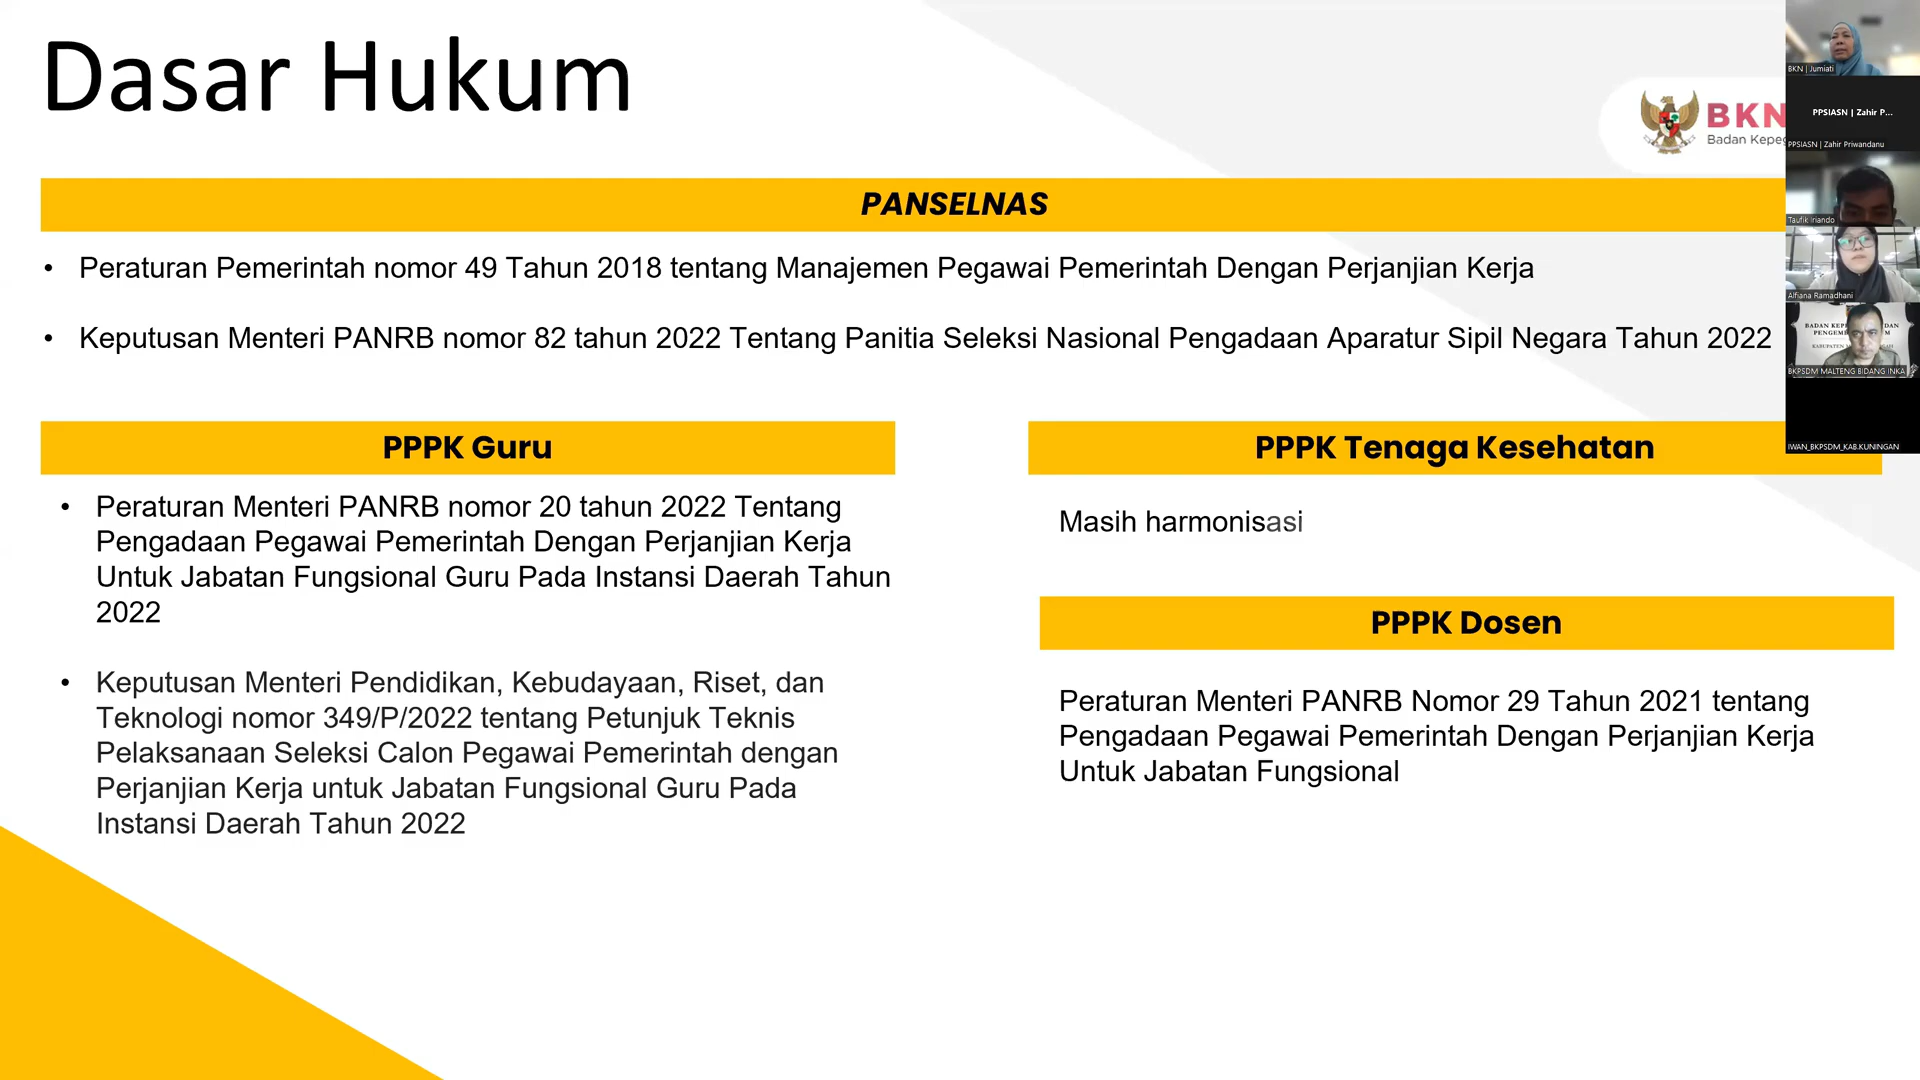 Dasar Hukum
BKN
Badan Kepeg
PANSELNAS
• Peraturan Pemerintah nomor 49 Tahun 2018 tentang Manajemen Pegawai Pemerintah Dengan Perjanjian Kerja
• Keputusan Menteri PANRB nomor 82 tahun 2022 Tentang Panitia Seleksi Nasional Pengadaan Aparatur Sipil Negara Tahun 2022
PPPK Guru
• Peraturan Menteri PANRB nomor 20 tahun 2022 Tentang
Pengadaan Pegawai Pemerintah Dengan Perjanjian Kerja
Untuk Jabatan Fungsional Guru Pada Instansi Daerah Tahun
2022
• Keputusan Menteri Pendidikan, Kebudayaan, Riset, dan
Teknologi nomor 349/P/2022 tentang Petunjuk Teknis
Pelaksanaan Seleksi Calon Pegawai Pemerintah dengan
Perjanjian Kerja untuk Jabatan Fungsional Guru Pada
Instansi Daerah Tahun 2022
PPPK Tenaga Kesehatan
Masih harmonisasi
PPPK Dosen
Peraturan Menteri PANRB Nomor 29 Tahun 2021 tentang
Pengadaan Pegawai Pemerintah Dengan Perjanjian Kerja
Untuk Jabatan Fungsional
BKN | Jumiati
PPSIASN | Zahir P...
PPSIASN | Zahir Priwandanu
Taufik Iriando
Alfiana Ramadhani
BKPSDM MALTENG BIDANG INKA
IWAN_BKPSDM_KAB.KUNINGAN